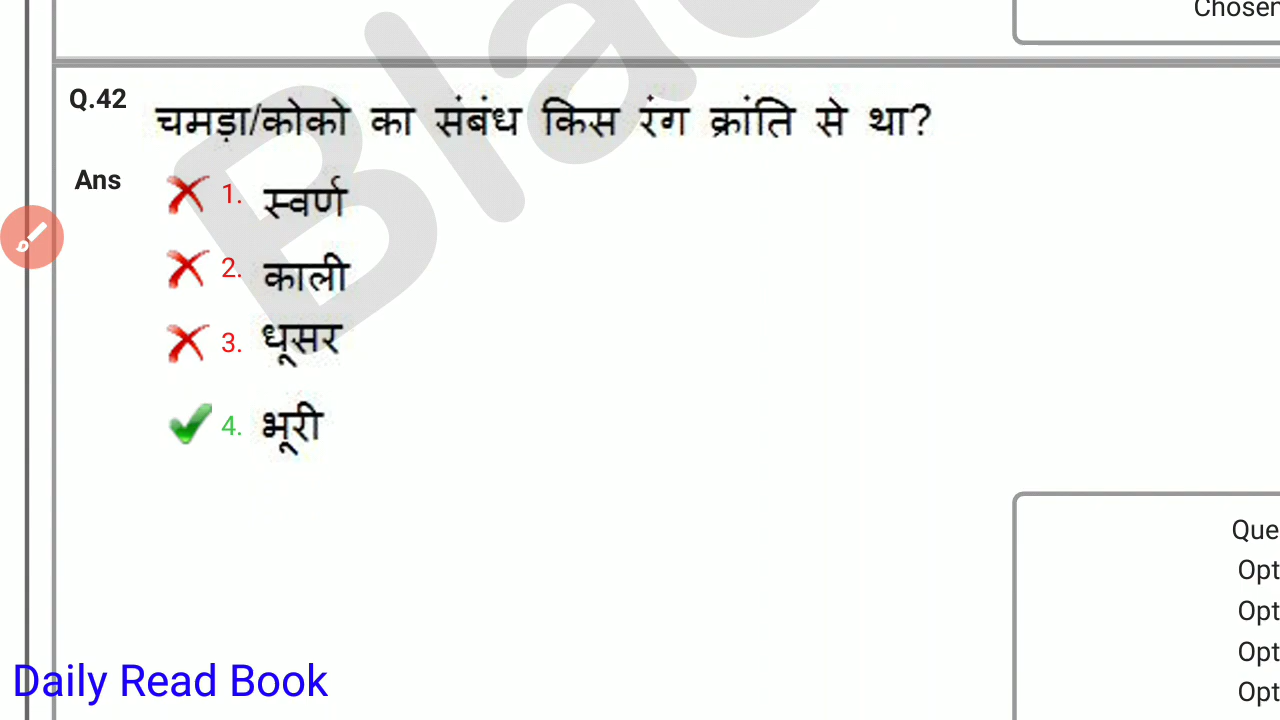 Chosen
Q.42 चमड़ा/कोको का संबंध किस रंग क्रांति से था?
Ans
1. स्वर्ण
2. काली
3. धूसर
4. भूरी
Que
Opt
Opt
Opt
Opt
Daily Read Book